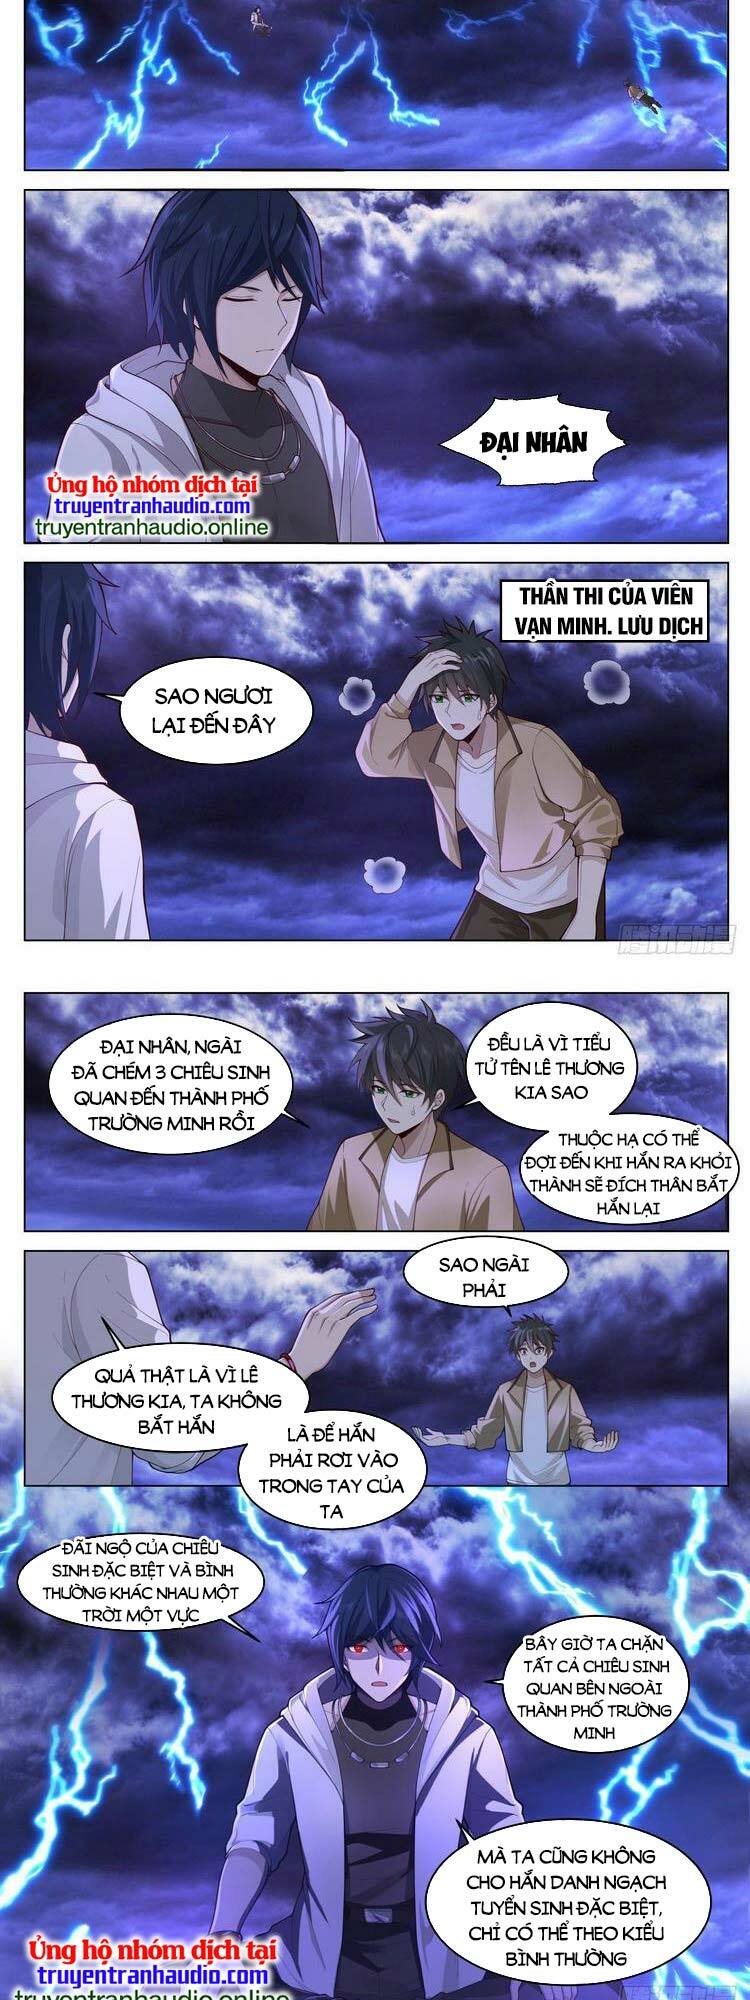 ĐẠI NHÂN
Ủng hộ nhóm dịch tại
truyentranhaudio.com
truyentranhaudio.online
THẦN THI CỦA VIÊN
VẠN MINH. LƯU DỊCH
SAO NGƯƠI
LẠI ĐẾN ĐÂY
腾讯动漫
ĐẠI NHÂN, NGÀI
ĐÃ CHÉM 3 CHIÊU SINH
QUAN ĐẾN THÀNH PHỐ
TRƯỜNG MINH RỒI
ĐỀU LÀ VÌ TIỂU
TỬ TÊN LÊ THƯƠNG
KIA SAO
THUỘC HẠ CÓ THỂ
ĐỢI ĐẾN KHI HẮN RA KHỎI
THÀNH SẼ ĐÍCH THÂN BẮT
HẮN LẠI
SAO NGÀI
PHẢI
QUẢ THẬT LÀ VÌ LÊ
THƯƠNG KIA, TA KHÔNG
BẮT HẮN
LÀ ĐỂ HẮN
PHẢI RƠI VÀO
TRONG TAY CỦA
TA
ĐÃI NGỘ CỦA CHIÊU
SINH ĐẶC BIỆT VÀ BÌNH
THƯỜNG KHÁC NHAU MỘT
TRỜI MỘT VỰC
BÂY GIỜ TA CHẶN
TẤT CẢ CHIÊU SINH
QUAN BÊN NGOÀI
THÀNH PHỐ TRƯỜNG
MINH
MÀ TA CŨNG KHÔNG
CHO HẮN DANH NGẠCH
TUYỂN SINH ĐẶC BIỆT,
CHỈ CÓ THỂ THEO KIỂU
BÌNH THƯỜNG
Ủng hộ nhóm dịch tại
truyentranhaudio.com
truyentranhaudio.online